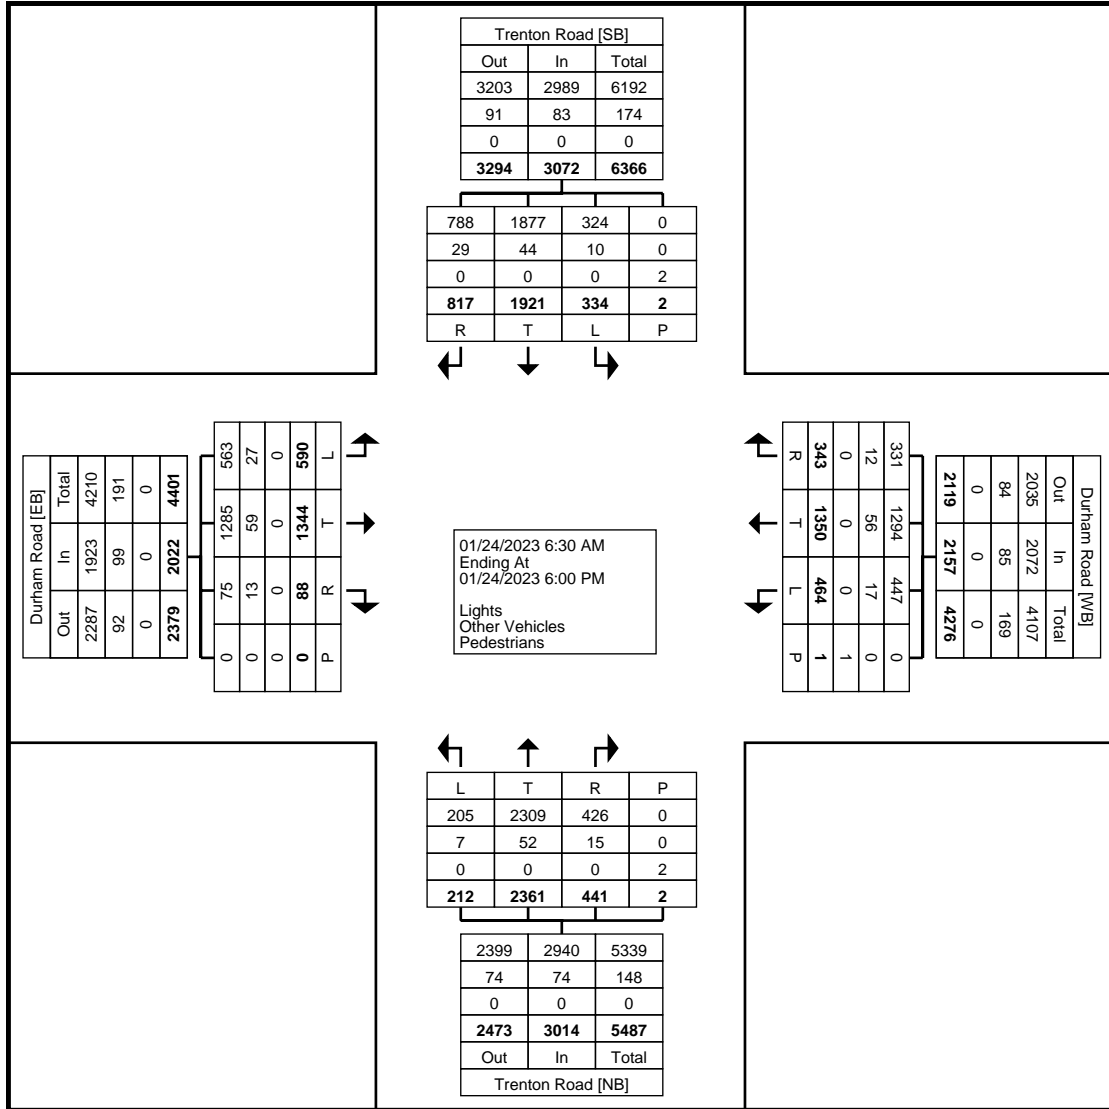 Trenton Road [SB]
Out In Total
3203 2989 6192
91 83 174
0 0 0
3294 3072 6366
788 1877 324 0
29 44 10 0
0 0 0 2
817 1921 334 2
R T L P
Durham Road [EB]
Total In Out
4210 1923 2287
191 99 92
0 0 0
4401 2022 2379
563 1285 75 0
27 59 13 0
0 0 0 0
590 1344 88 0
L T R P
01/24/2023 6:30 AM
Ending At
01/24/2023 6:00 PM
Lights
Other Vehicles
Pedestrians
Durham Road [WB]
Out In Total
2035 2072 4107
84 85 169
0 0 0
2119 2157 4276
331 1294 447 0
12 56 17 0
0 0 0 1
343 1350 464 1
R T L P
L T R P
205 2309 426 0
7 52 15 0
0 0 0 2
212 2361 441 2
2399 2940 5339
74 74 148
0 0 0
2473 3014 5487
Out In Total
Trenton Road [NB]